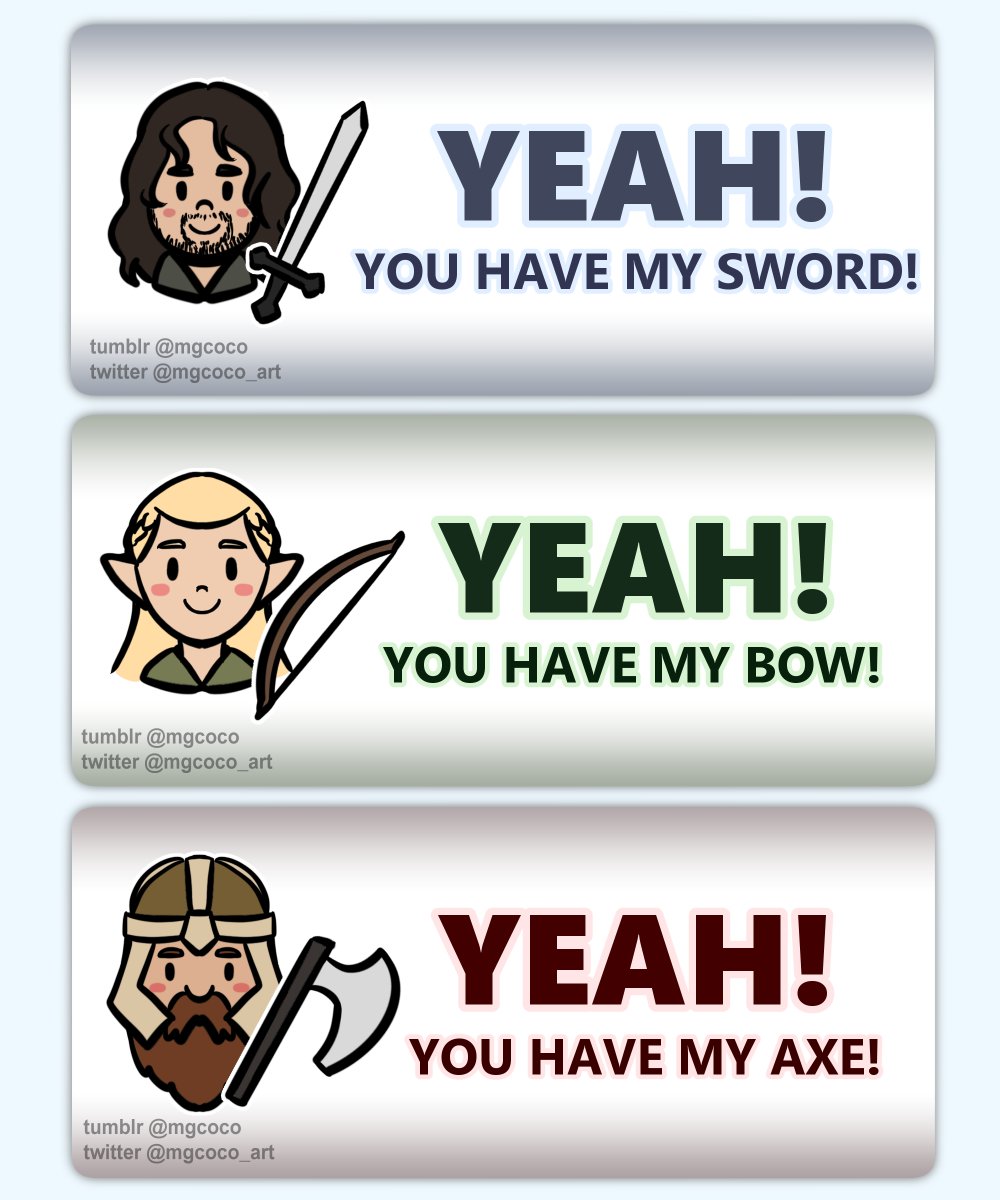 YEAH!
YOU HAVE MY SWORD!
tumblr @mgcoco
twitter @mgcoco_art
YEAH!
YOU HAVE MY BOW!
tumblr @mgcoco
twitter @mgcoco_art
YEAH!
YOU HAVE MY AXE!
tumblr @mgcoco
twitter @mgcoco_art